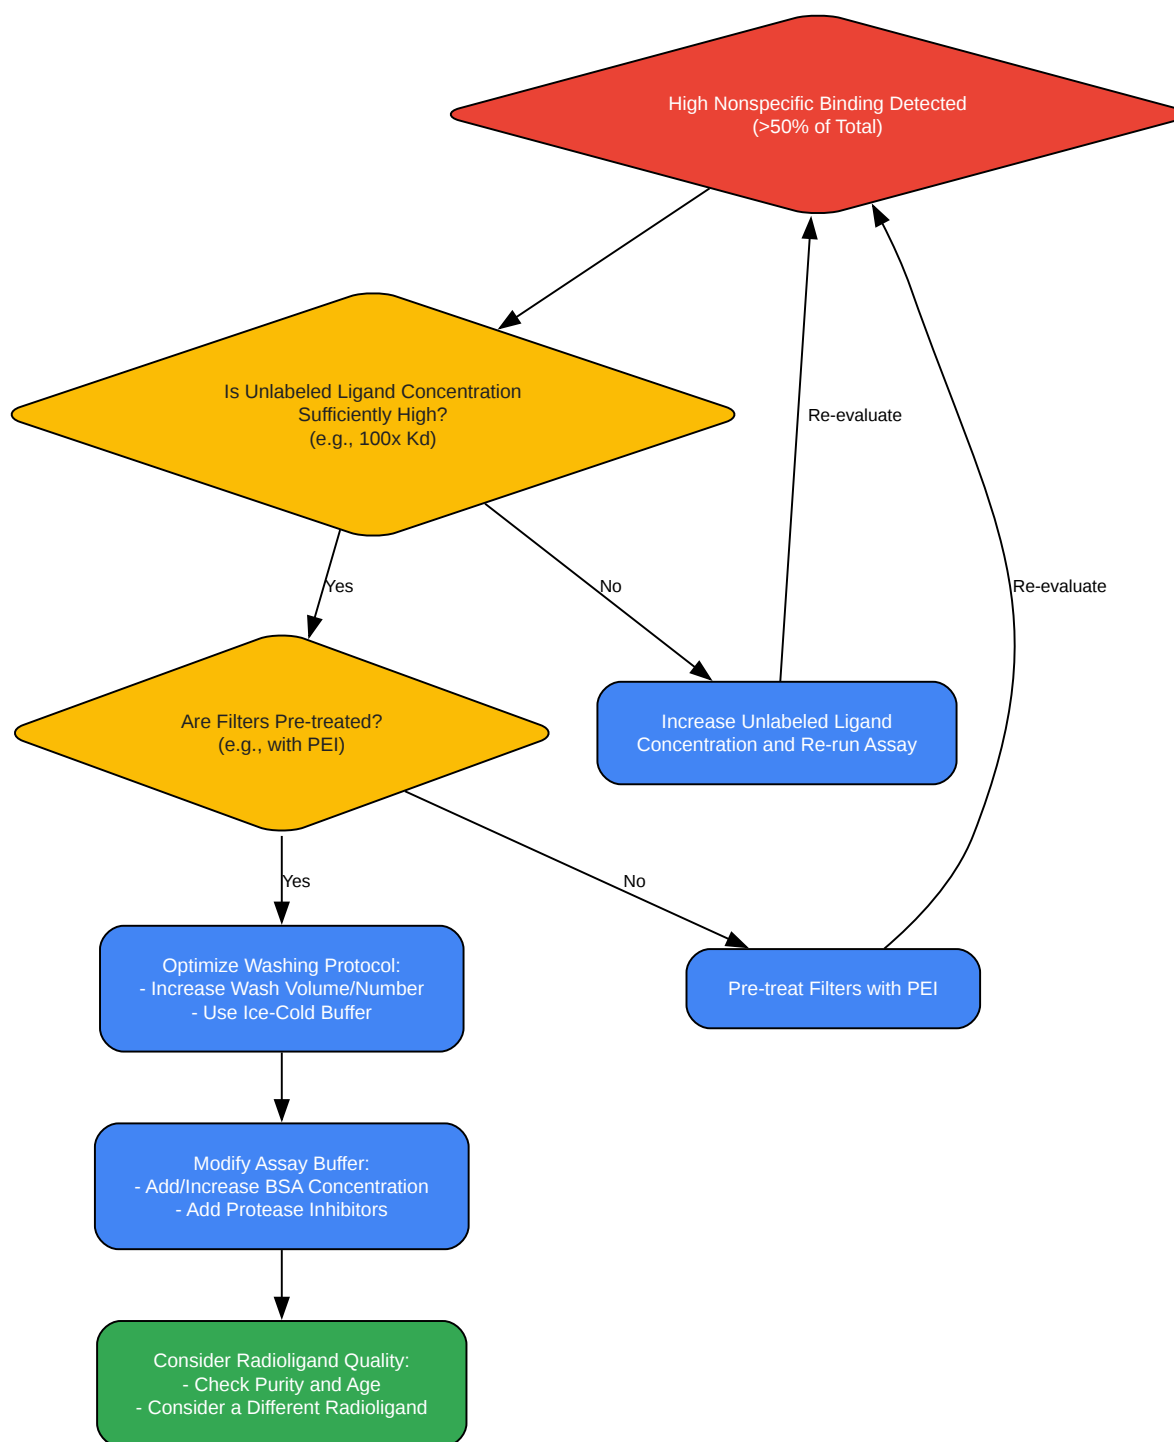 High Nonspecific Binding Detected
(>50% of Total)
Is Unlabeled Ligand Concentration
Sufficiently High?
(e.g., 100x Kd)
Re-evaluate
Yes
No
Re-evaluate
Are Filters Pre-treated?
(e.g., with PEI)
Increase Unlabeled Ligand
Concentration and Re-run Assay
Yes
No
Optimize Washing Protocol:
- Increase Wash Volume/Number
- Use Ice-Cold Buffer
Pre-treat Filters with PEI
Modify Assay Buffer:
- Add/Increase BSA Concentration
- Add Protease Inhibitors
Consider Radioligand Quality:
- Check Purity and Age
- Consider a Different Radioligand